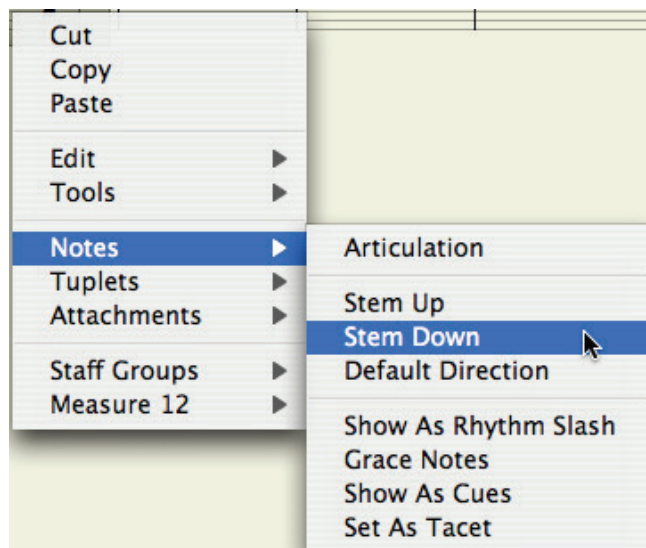 Cut
Copy
Paste
Edit
Tools
Notes
Tuplets
Attachments
Staff Groups
Measure 12
Articulation
Stem Up
Stem Down
Default Direction
Show As Rhythm Slash
Grace Notes
Show As Cues
Set As Tacet